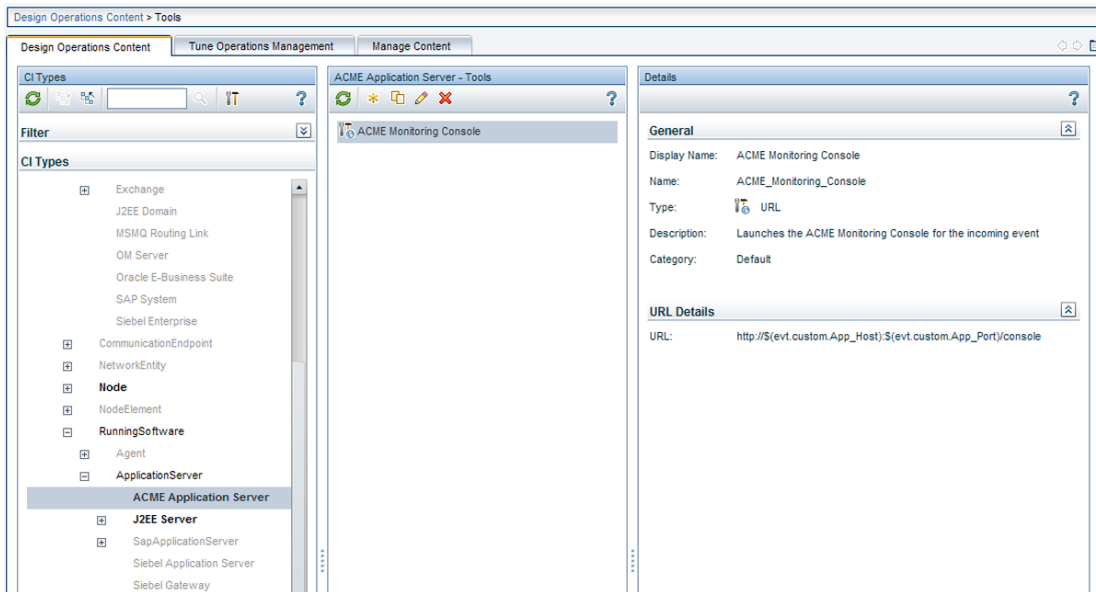 Design Operations Content > Tools
Design Operations Content
Tune Operations Management
Manage Content
CI Types
?
Filter
CI Types
Exchange
J2EE Domain
MSMQ Routing Link
OM Server
Oracle E-Business Suite
SAP System
Siebel Enterprise
CommunicationEndpoint
NetworkEntity
Node
NodeElement
RunningSoftware
Agent
ApplicationServer
ACME Application Server
J2EE Server
SapApplicationServer
Siebel Application Server
Siebel Gateway
ACME Application Server - Tools
?
ACME Monitoring Console
Details
?
General
Display Name: ACME Monitoring Console
Name: ACME_Monitoring_Console
Type: URL
Description: Launches the ACME Monitoring Console for the incoming event
Category: Default
URL Details
URL: http://$(evt.custom.App_Host):$(evt.custom.App_Port)/console